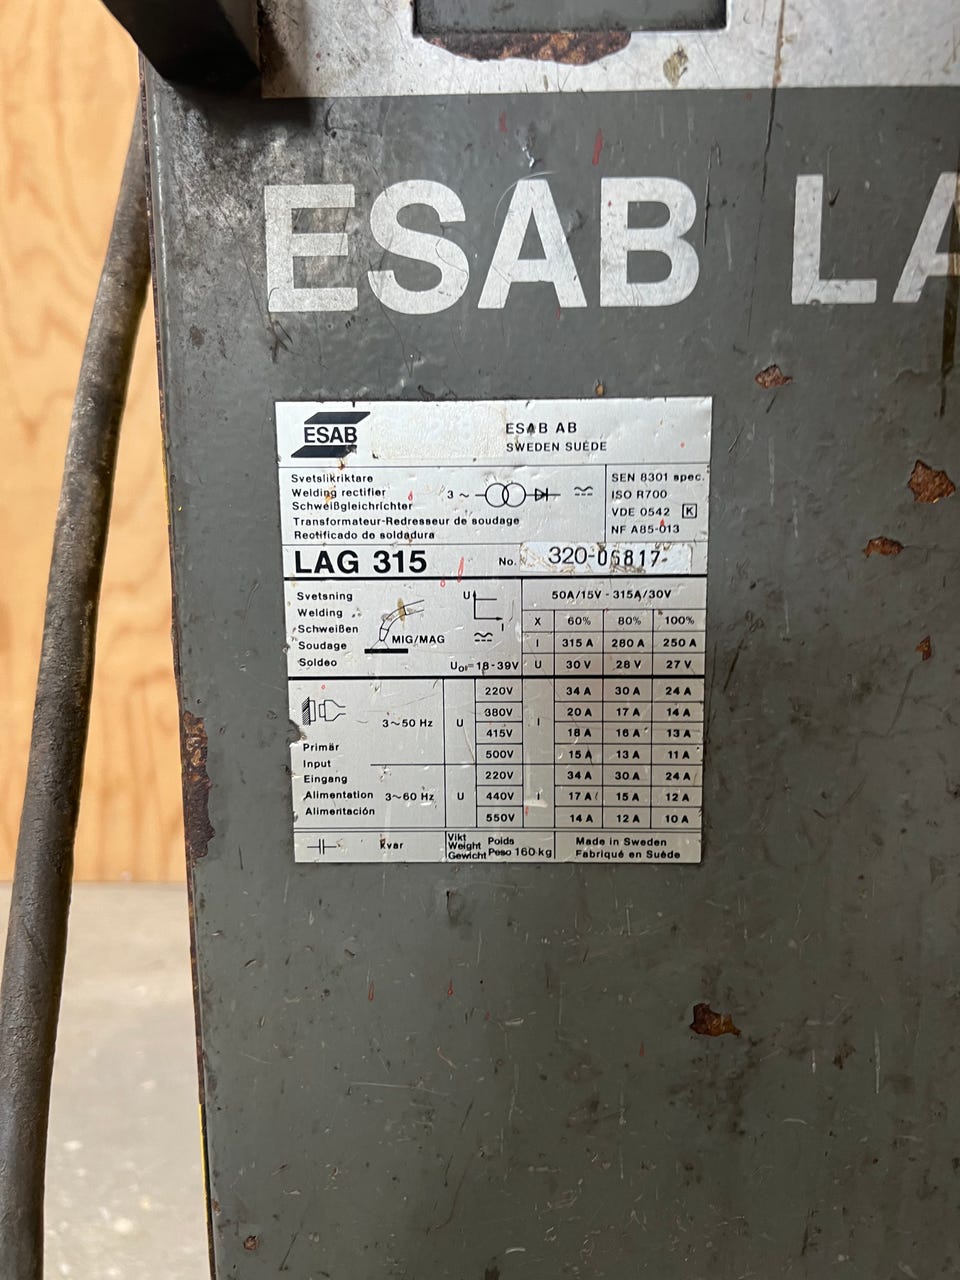 ESAB LA
ESAB
ESAB AB
SWEDEN SUÈDE
Svetslikriktare
Welding rectifier
Schweißgleichrichter
Transformateur-Redresseur de soudage
Reotificado de soldadura
3 ~
SEN 8301 spec.
ISO R700
VDE 0542 K
NF A85-013
LAG 315 No. 320-06817-
Svetsning
Welding
Schweißen
Soudage
Soldeo
MIG/MAG
U
I
U₀= 18-39V
50A/15V - 315A/30V
X 60% 80% 100%
I 315 A 280 A 250 A
U 30 V 28 V 27 V
Primär
Input
Eingang
Alimentation
Alimentación
3~50 Hz U I
220V 34 A 30 A 24 A
380V 20 A 17 A 14 A
415V 18 A 16 A 13 A
500V 15 A 13 A 11 A
3~60 Hz U I
220V 34 A 30 A 24 A
440V 17 A 15 A 12 A
550V 14 A 12 A 10 A
Kvar
Vikt
Weight
Gewicht
Poids
Peso 160 kg
Made in Sweden
Fabriqué en Suède